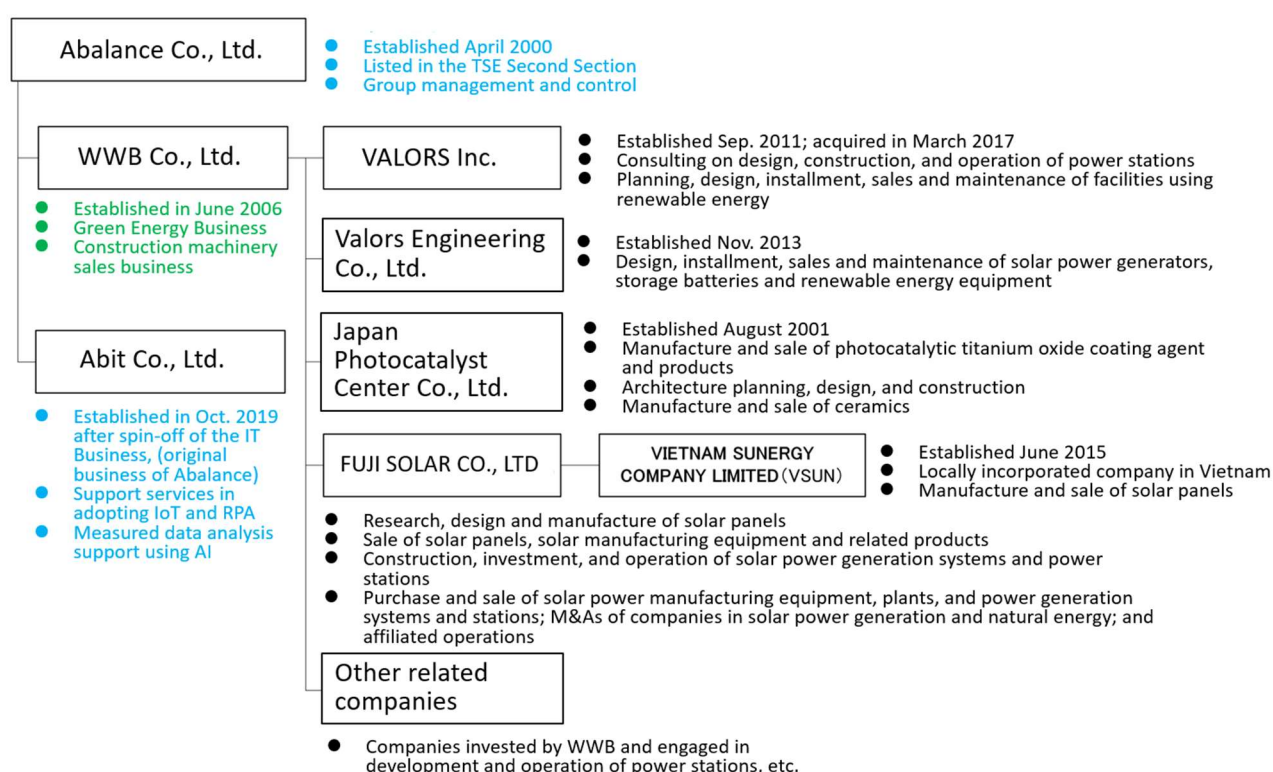 Abalance Co., Ltd.
Established April 2000
Listed in the TSE Second Section
Group management and control
WWB Co., Ltd.
Established in June 2006
Green Energy Business
Construction machinery
sales business
Abit Co., Ltd.
Established in Oct. 2019
after spin-off of the IT
Business, (original
business of Abalance)
Support services in
adopting IoT and RPA
Measured data analysis
support using AI
VALORS Inc.
Established Sep. 2011; acquired in March 2017
Consulting on design, construction, and operation of power stations
Planning, design, installment, sales and maintenance of facilities using
renewable energy
Valors Engineering
Co., Ltd.
Established Nov. 2013
Design, installment, sales and maintenance of solar power generators,
storage batteries and renewable energy equipment
Japan
Photocatalyst
Center Co., Ltd.
Established August 2001
Manufacture and sale of photocatalytic titanium oxide coating agent
and products
Architecture planning, design, and construction
Manufacture and sale of ceramics
FUJI SOLAR CO., LTD
VIETNAM SUNERGY
COMPANY LIMITED(VSUN)
Established June 2015
Locally incorporated company in Vietnam
Manufacture and sale of solar panels
Research, design and manufacture of solar panels
Sale of solar panels, solar manufacturing equipment and related products
Construction, investment, and operation of solar power generation systems and power
stations
Purchase and sale of solar power manufacturing equipment, plants, and power generation
systems and stations; M&As of companies in solar power generation and natural energy; and
affiliated operations
Other related
companies
Companies invested by WWB and engaged in
development and operation of power stations, etc.